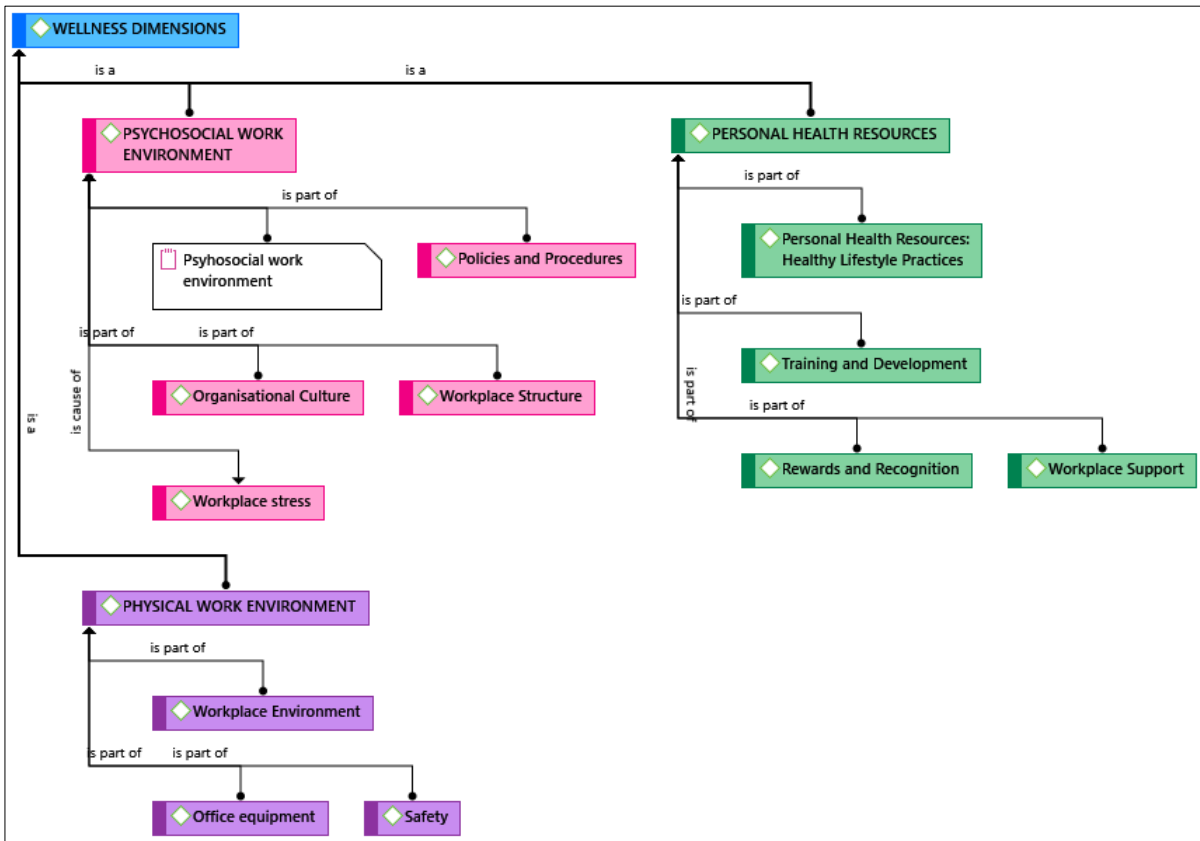 WELLNESS DIMENSIONS
is a
is a
PSYCHOSOCIAL WORK
ENVIRONMENT
PERSONAL HEALTH RESOURCES
is part of
is part of
Psyhosocial work
environment
Policies and Procedures
Personal Health Resources:
Healthy Lifestyle Practices
is part of
is part of
is part of
Organisational Culture
Workplace Structure
Training and Development
is cause of
is part of
is part of
is a
Rewards and Recognition
Workplace Support
Workplace stress
PHYSICAL WORK ENVIRONMENT
is part of
Workplace Environment
is part of
is part of
Office equipment
Safety